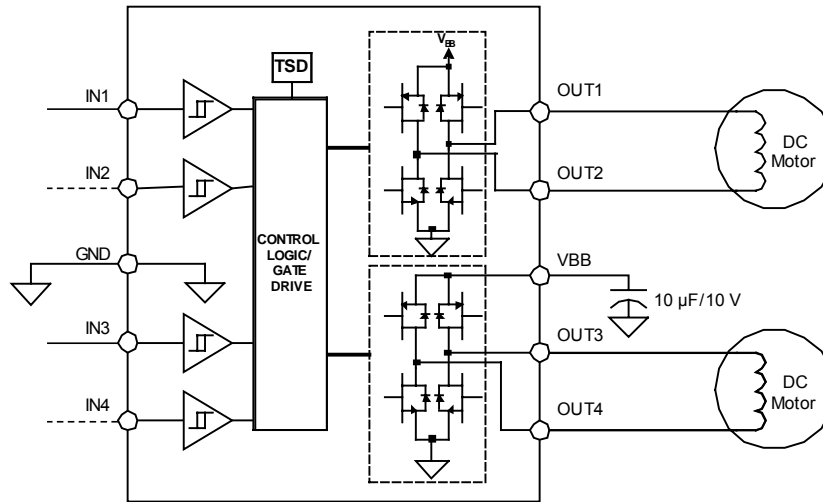 V_BB
TSD
IN1
OUT1
DC
Motor
IN2
OUT2
GND
CONTROL
LOGIC/
GATE
DRIVE
VBB
10 µF/10 V
IN3
OUT3
DC
Motor
IN4
OUT4